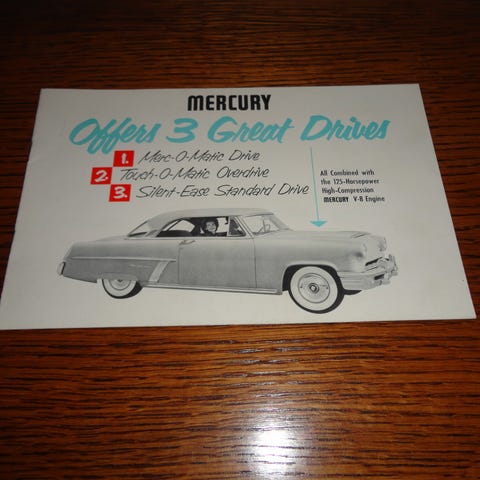 MERCURY
Offers 3 Great Drives
1. Merc-O-Matic Drive
2. Touch-O-Matic Overdrive
3. Silent-Ease Standard Drive
All Combined with
the 125-Horsepower
High-Compression
MERCURY V-8 Engine